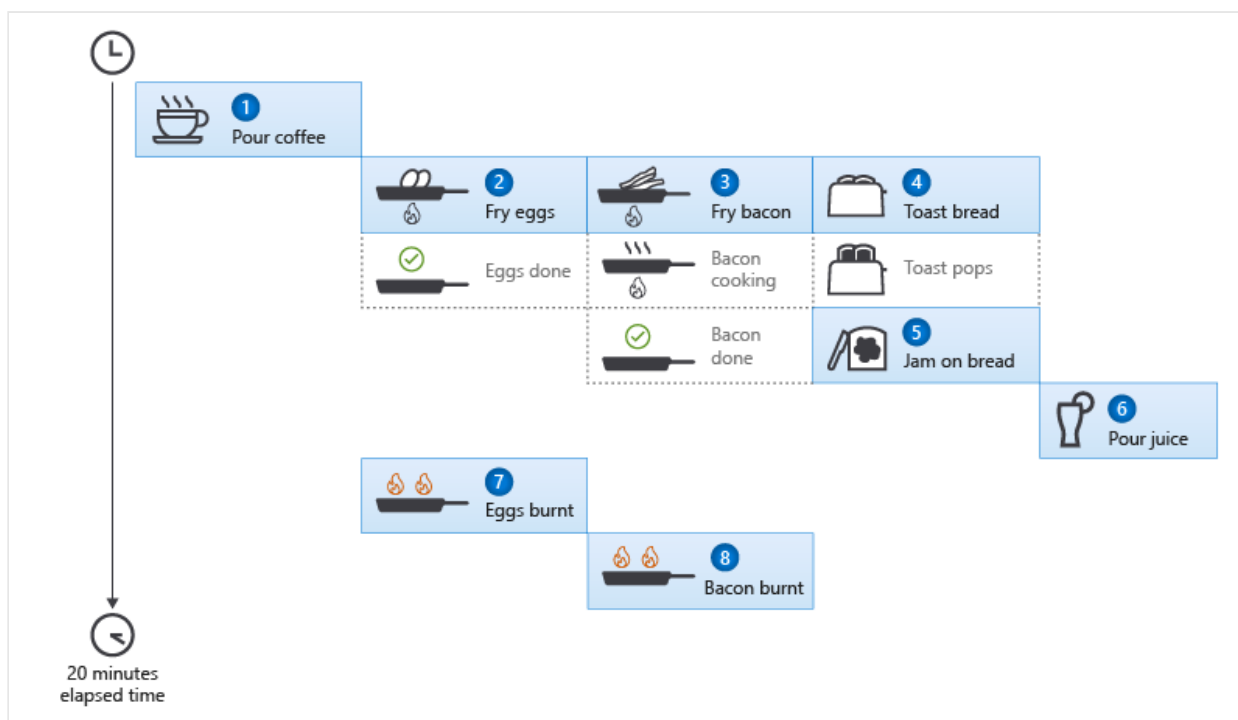 1
Pour coffee
2
Fry eggs
3
Fry bacon
4
Toast bread
Eggs done
Bacon
cooking
Toast pops
Bacon
done
5
Jam on bread
6
Pour juice
7
Eggs burnt
8
Bacon burnt
20 minutes
elapsed time